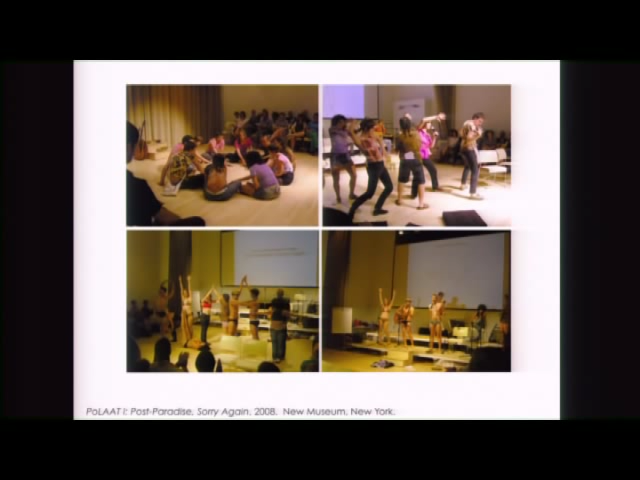 PoLAAT I: Post-Paradise, Sorry Again. 2008. New Museum, New York.